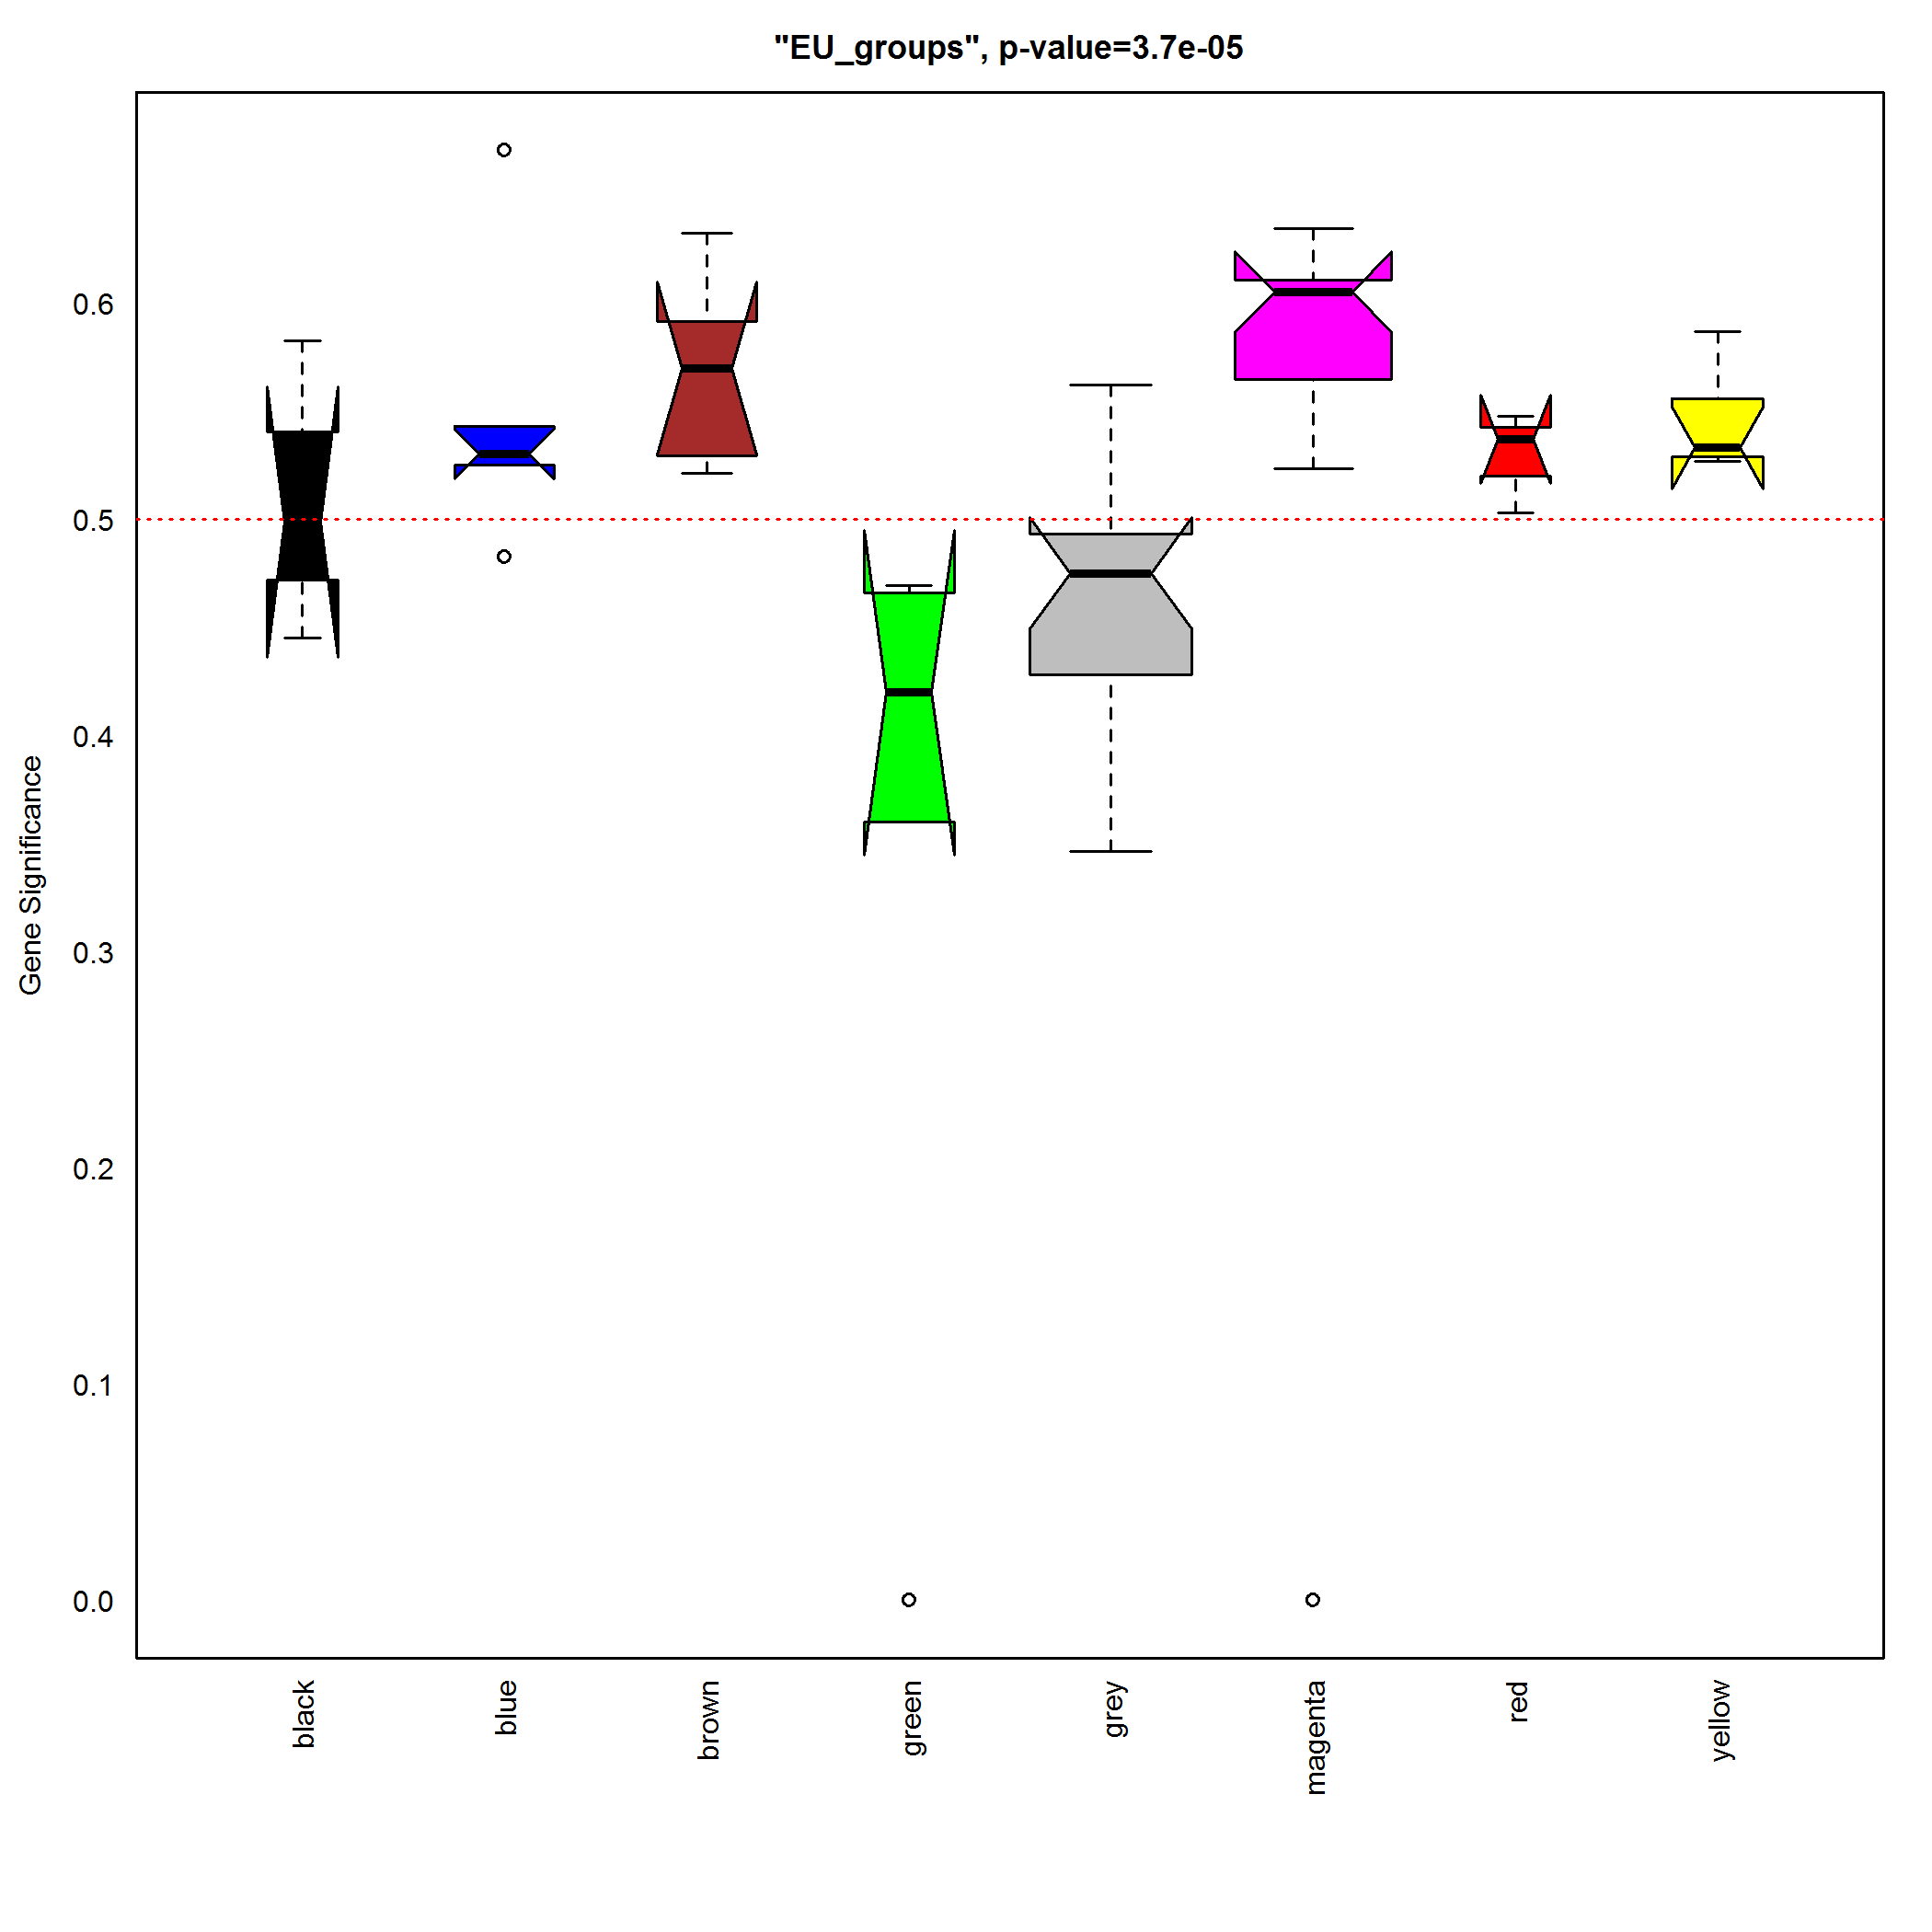 "EU_groups", p-value=3.7e-05
Gene Significance
0.6
0.5
0.4
0.3
0.2
0.1
0.0
black
blue
brown
green
grey
magenta
red
yellow